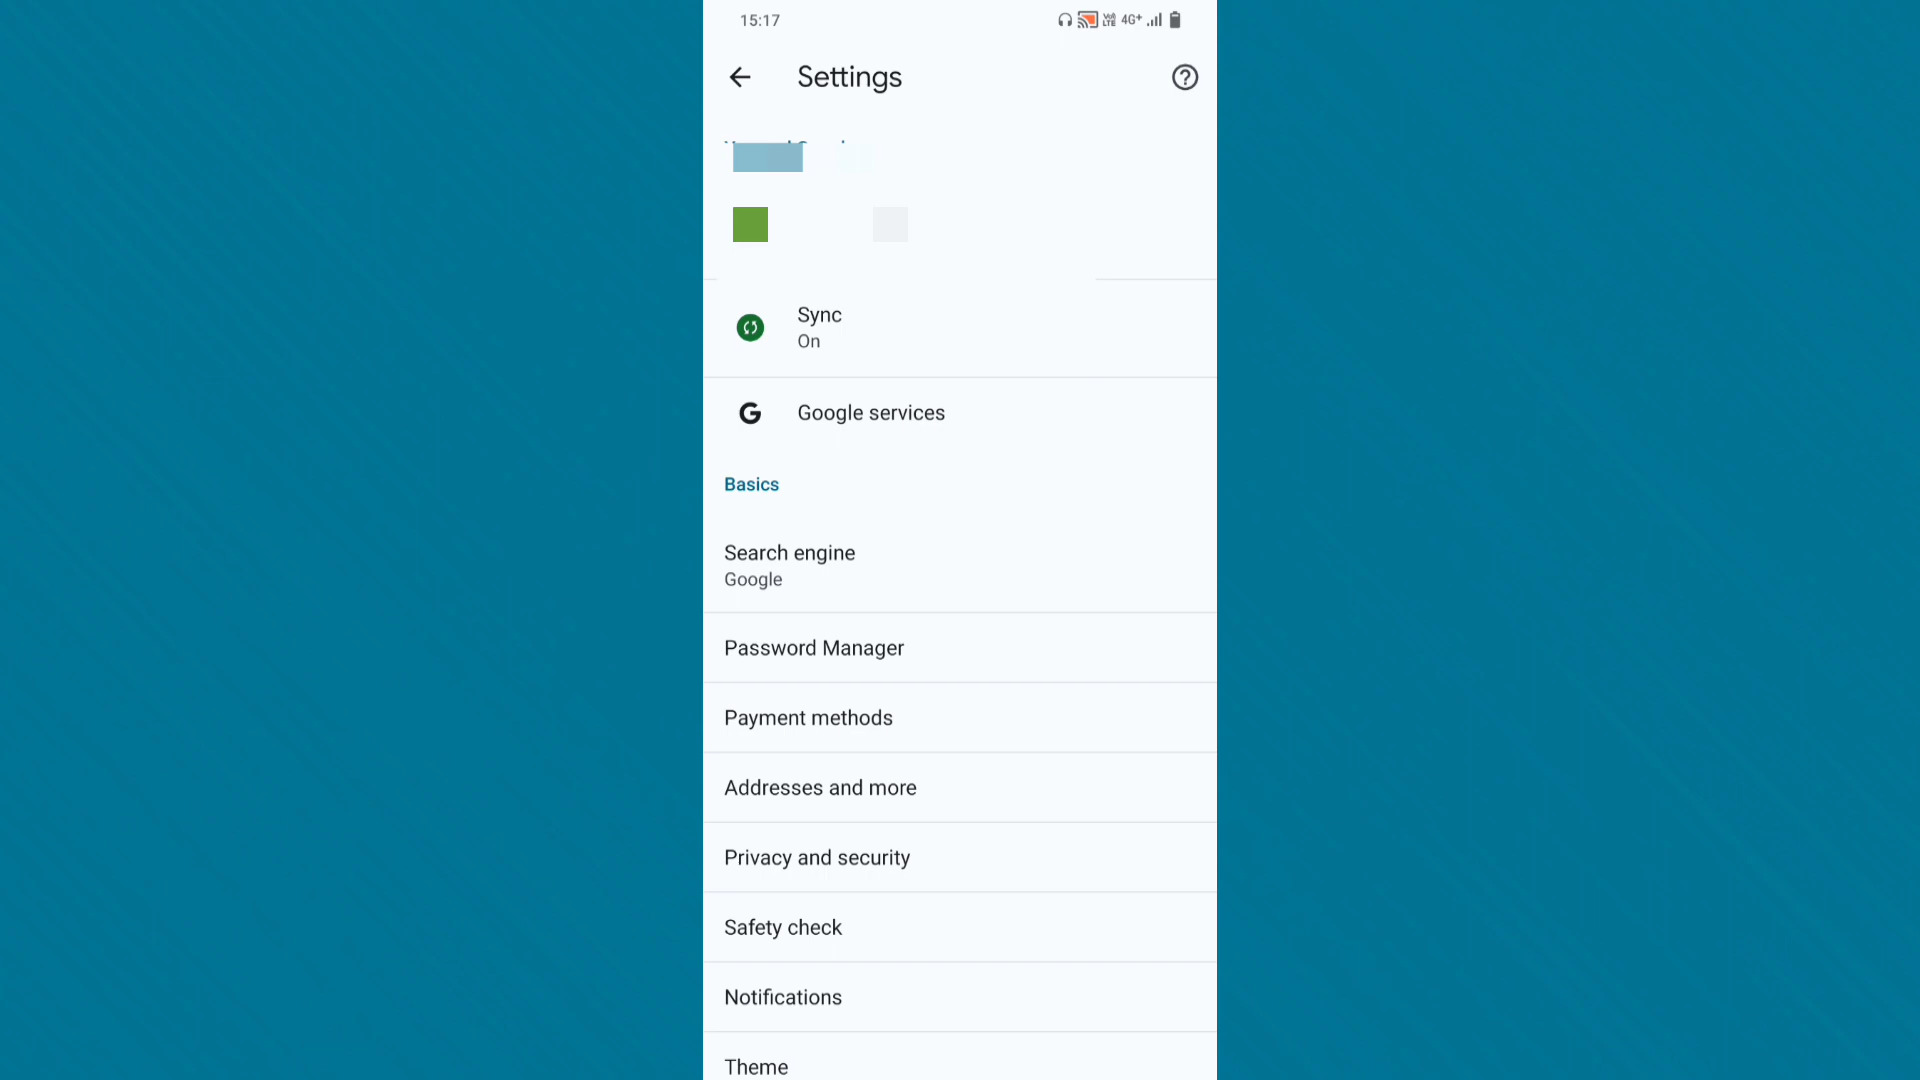 15:17
4G+
Settings
Sync
On
Google services
Basics
Search engine
Google
Password Manager
Payment methods
Addresses and more
Privacy and security
Safety check
Notifications
Theme